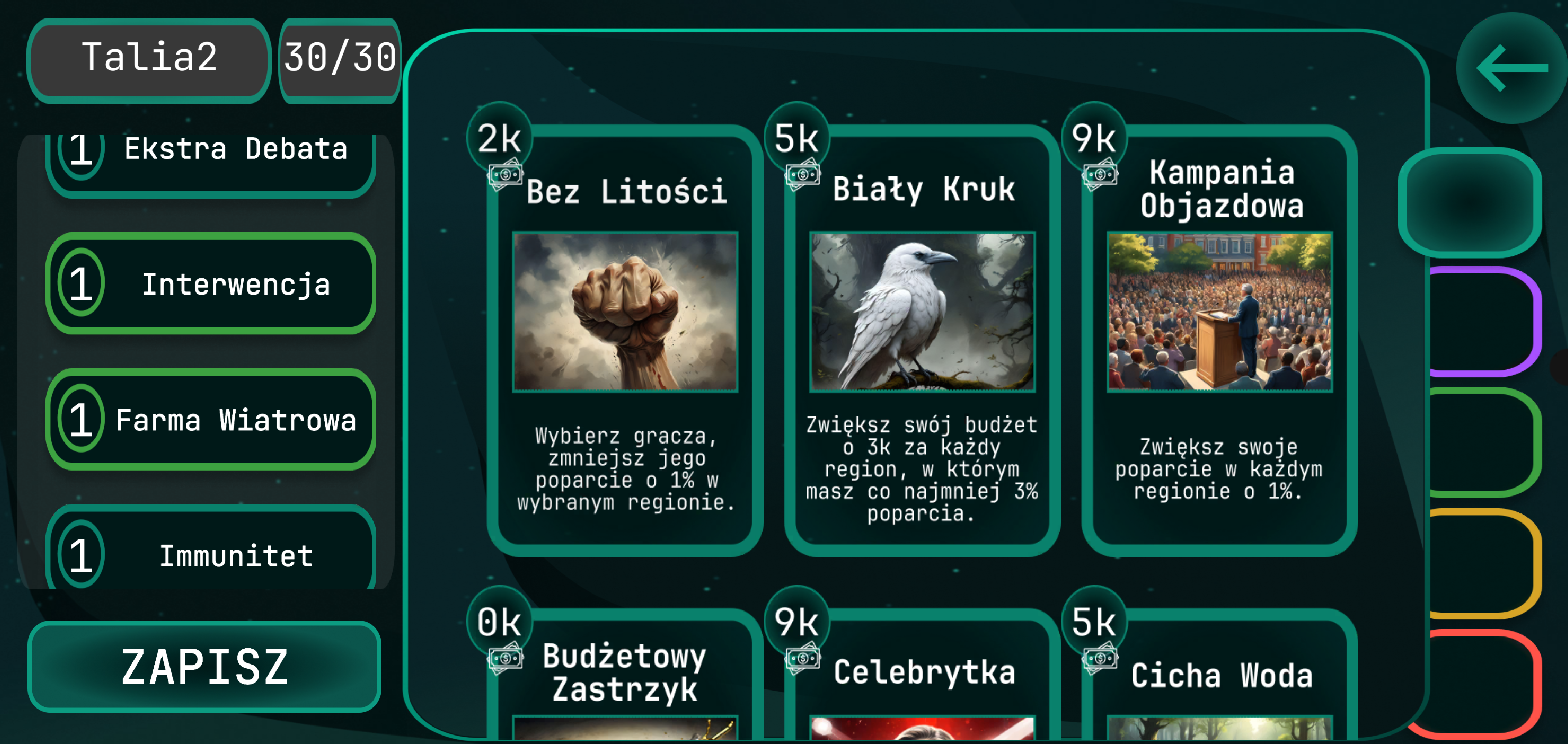 Talia2
30/30
1 Ekstra Debata
1 Interwencja
1 Farma Wiatrowa
1 Immunitet
ZAPISZ
2k
Bez Litości
Wybierz gracza,
zmniejsz jego
poparcie o 1% w
wybranym regionie.
5k
Biały Kruk
Zwiększ swój budżet
o 3k za każdy
region, w którym
masz co najmniej 3%
poparcia.
9k
Kampania
Objazdowa
Zwiększ swoje
poparcie w każdym
regionie o 1%.
0k
Budżetowy
Zastrzyk
9k
Celebrytka
5k
Cicha Woda